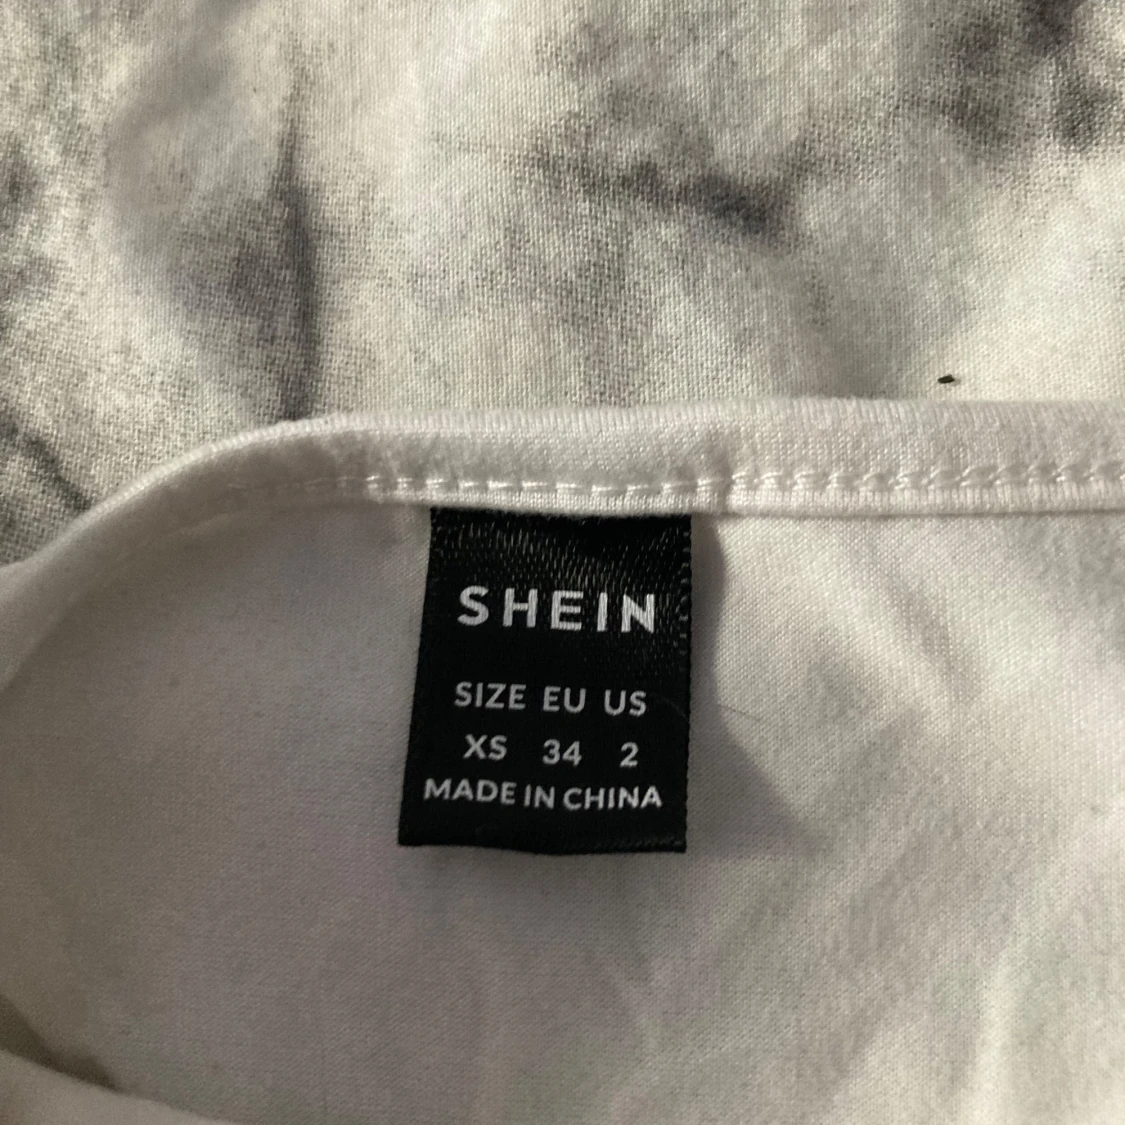 SHEIN
SIZE EU US
XS 34 2
MADE IN CHINA